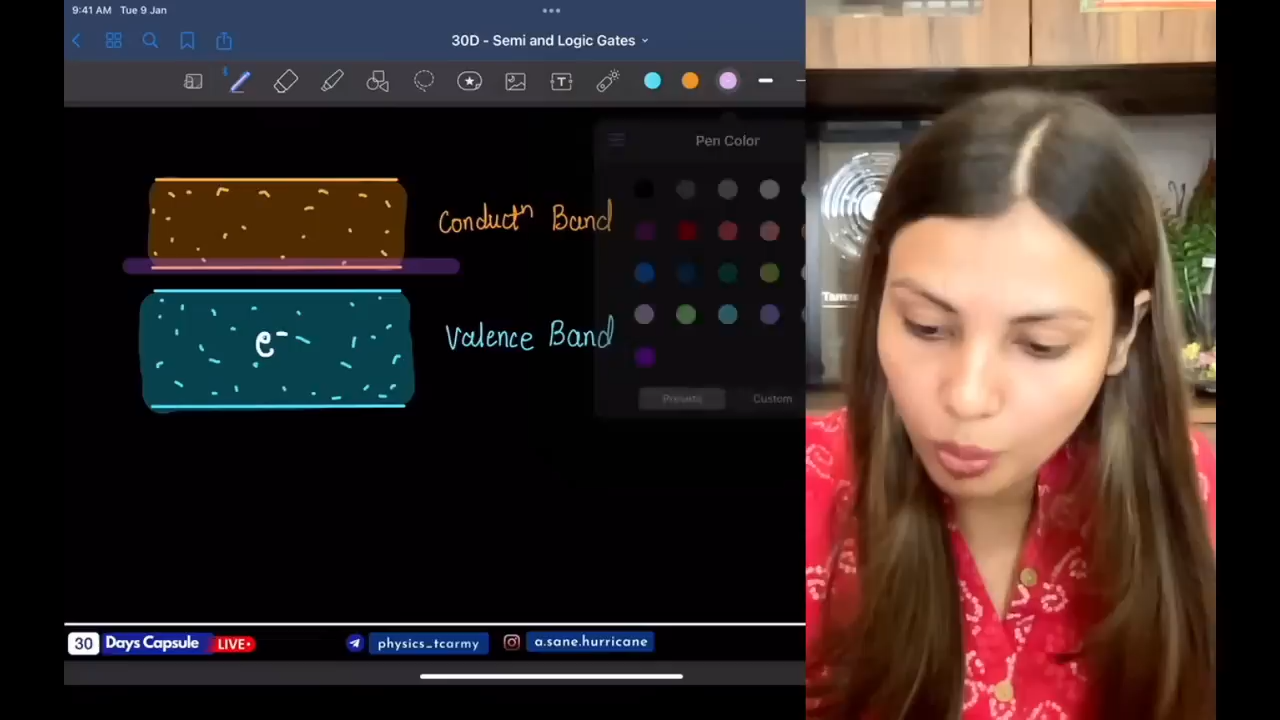 9:41 AM Tue 9 Jan
30D - Semi and Logic Gates
Pen Color
Conductn Band
e-
Valence Band
Presets Custom
30 Days Capsule LIVE
physics_tcarmy
a.sane.hurricane